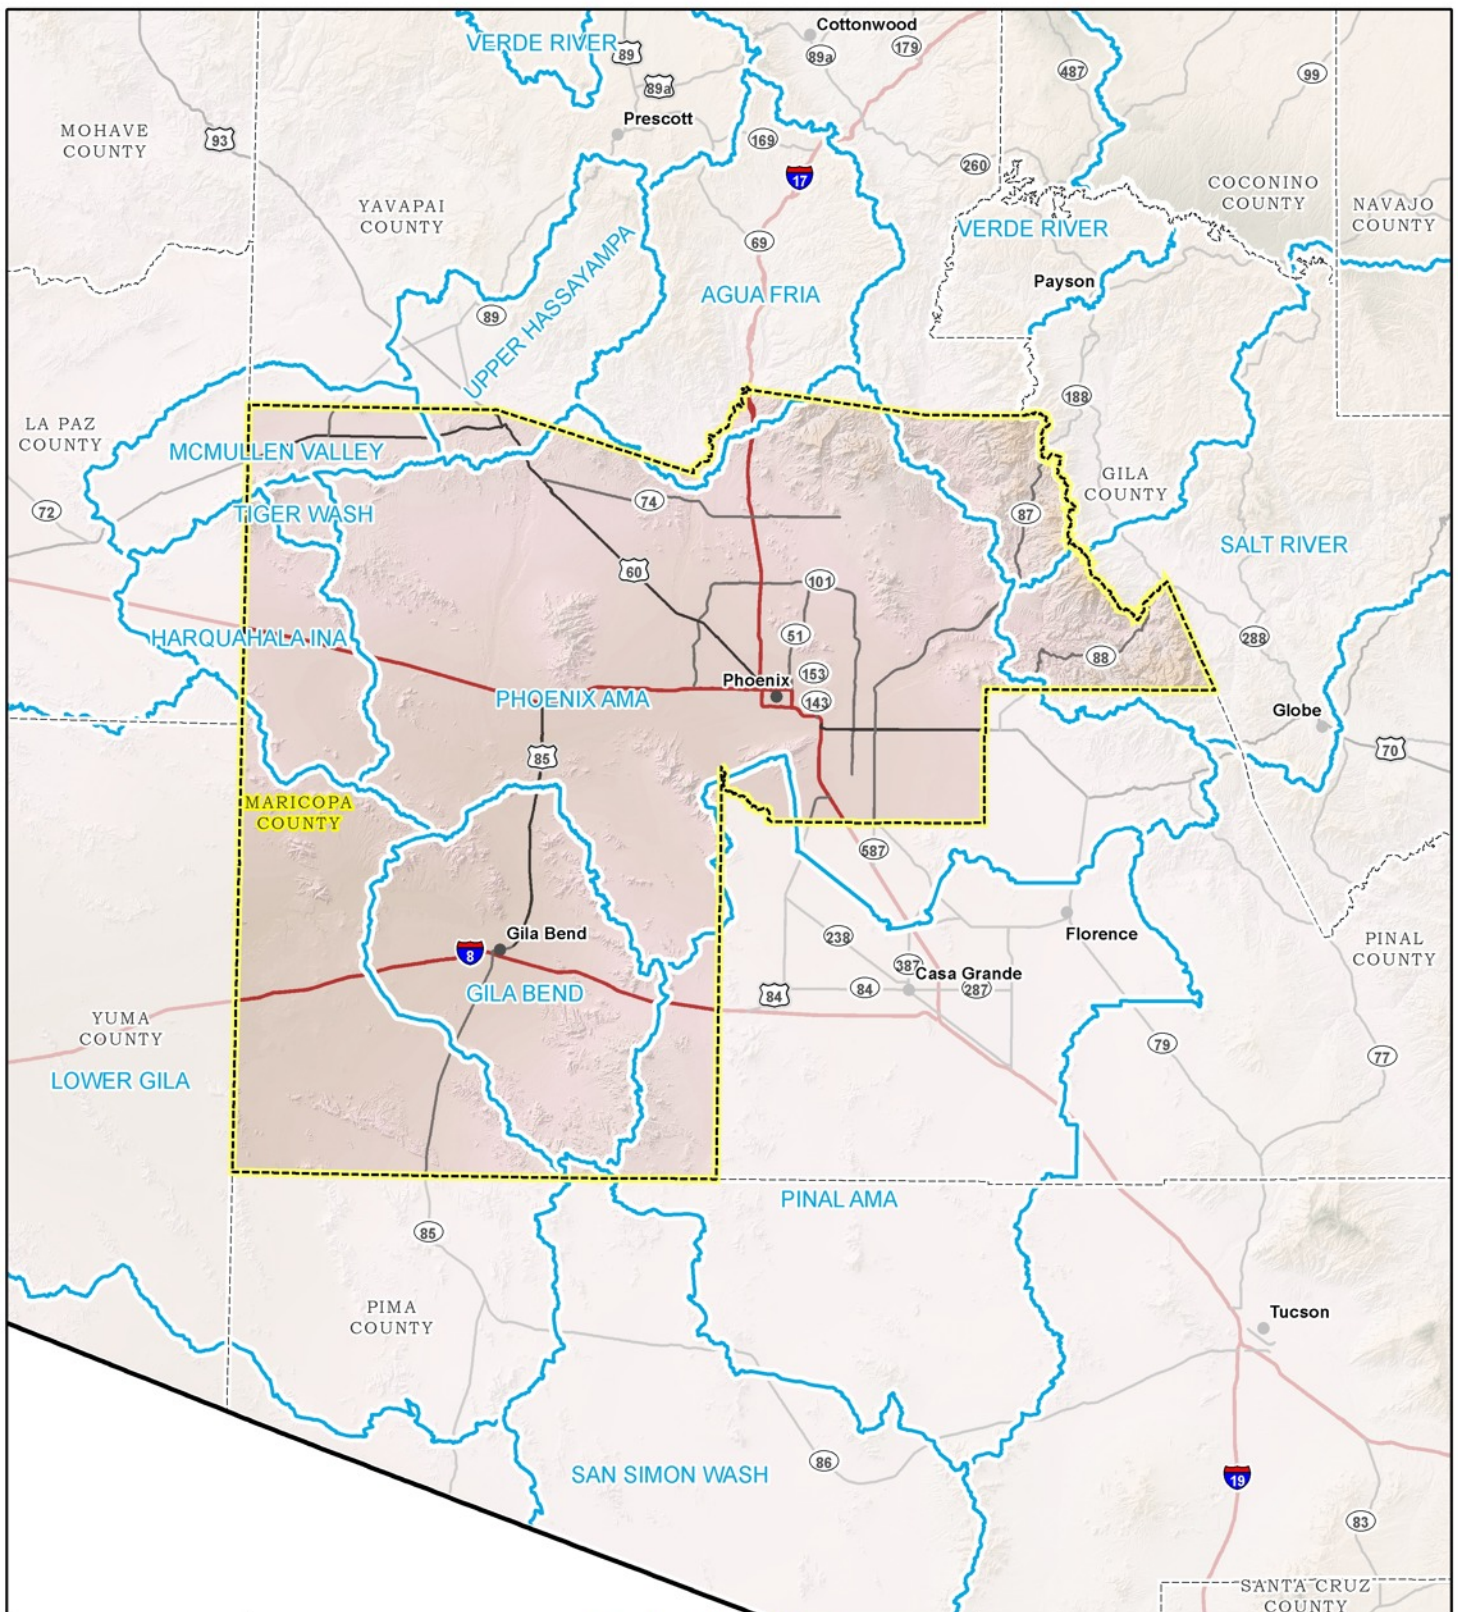 Cottonwood
VERDE RIVER
89
89a
179
487
99
89a
Prescott
MOHAVE
COUNTY
93
169
260
17
COCONINO
COUNTY
NAVAJO
COUNTY
YAVAPAI
COUNTY
VERDE RIVER
69
UPPER HASSAYAMPA
AGUA FRIA
Payson
89
188
LA PAZ
COUNTY
MCMULLEN VALLEY
GILA
COUNTY
72
TIGER WASH
74
87
SALT RIVER
60
101
HARQUAHALA INA
51
288
88
153
Phoenix
PHOENIX AMA
143
Globe
70
85
MARICOPA
COUNTY
587
Gila Bend
8
238
Florence
PINAL
COUNTY
387
Casa Grande
84
84
287
GILA BEND
YUMA
COUNTY
79
77
LOWER GILA
PINAL AMA
85
PIMA
COUNTY
Tucson
86
SAN SIMON WASH
19
83
SANTA CRUZ
COUNTY